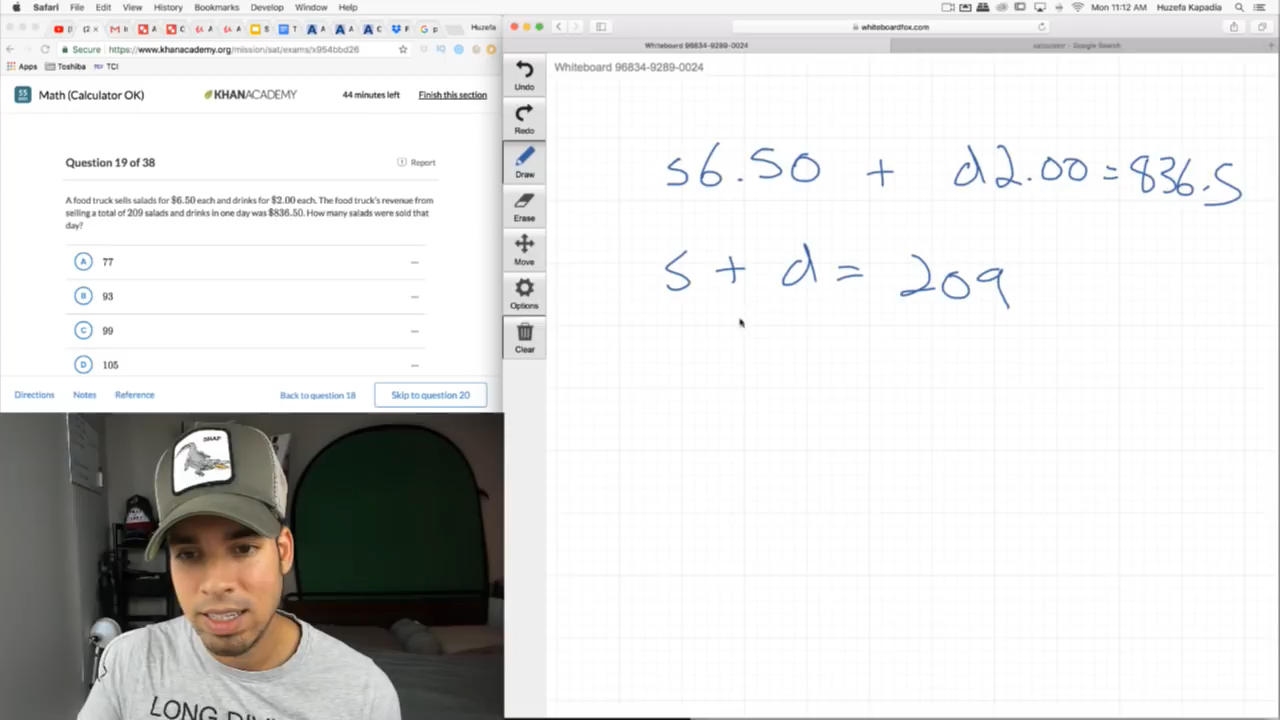 Safari File Edit View History Bookmarks Develop Window Help
Mon 11:12 AM Huzefa Kapadia
Huzefa
Secure https://www.khanacademy.org/mission/sat/exams/x954bbd26
whiteboardfox.com
Whiteboard 96834-9289-0024
Apps Toshiba TCI
Math (Calculator OK)
KHANACADEMY
44 minutes left
Finish this section
Question 19 of 38
Report
A food truck sells salads for $6.50 each and drinks for $2.00 each. The food truck's revenue from
selling a total of 209 salads and drinks in one day was $836.50. How many salads were sold that
day?
A 77
B 93
C 99
D 105
Directions Notes Reference
Back to question 18
Skip to question 20
Whiteboard 96834-9289-0024
Undo
Redo
Draw
Erase
Move
Options
Clear
s6.50 + d2.00 = 836.5
s + d = 209
SNAP
LONG DIV